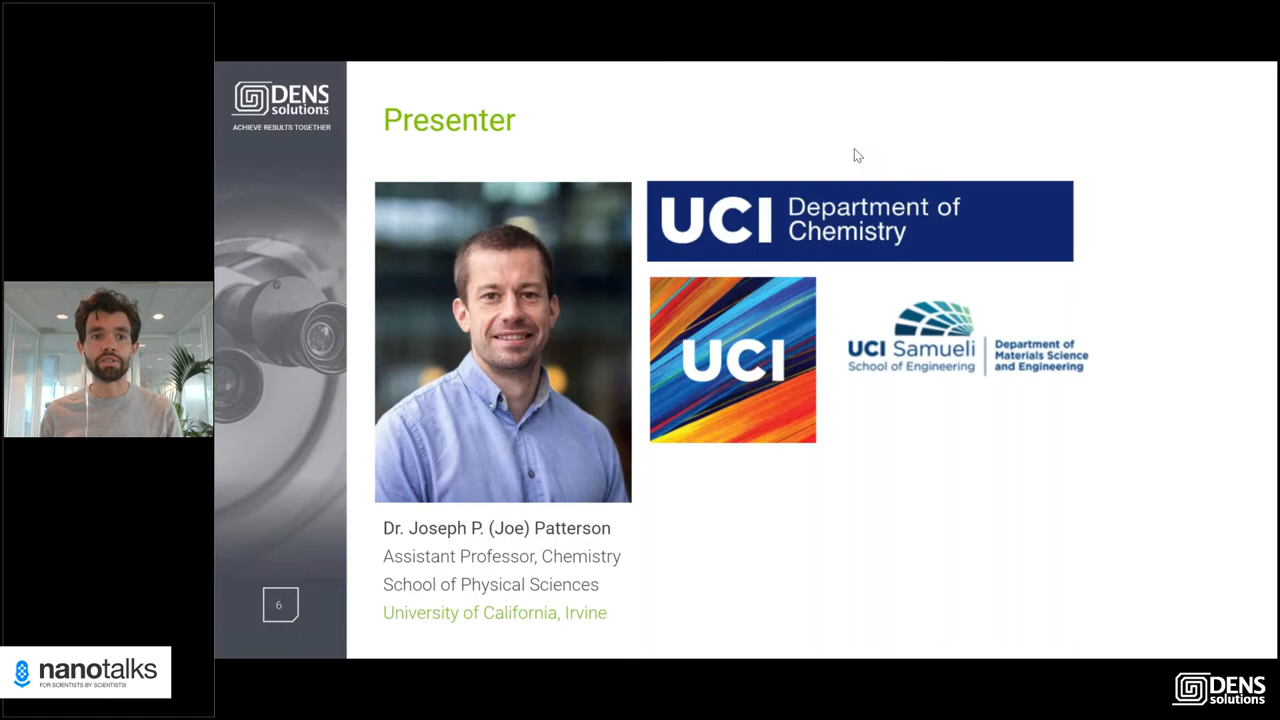 DENS
solutions
ACHIEVE RESULTS TOGETHER
Presenter
UCI Department of
Chemistry
UCI
UCI Samueli
School of Engineering
Department of
Materials Science
and Engineering
Dr. Joseph P. (Joe) Patterson
Assistant Professor, Chemistry
School of Physical Sciences
University of California, Irvine
6
nanotalks
FOR SCIENTISTS BY SCIENTISTS!
DENS
solutions